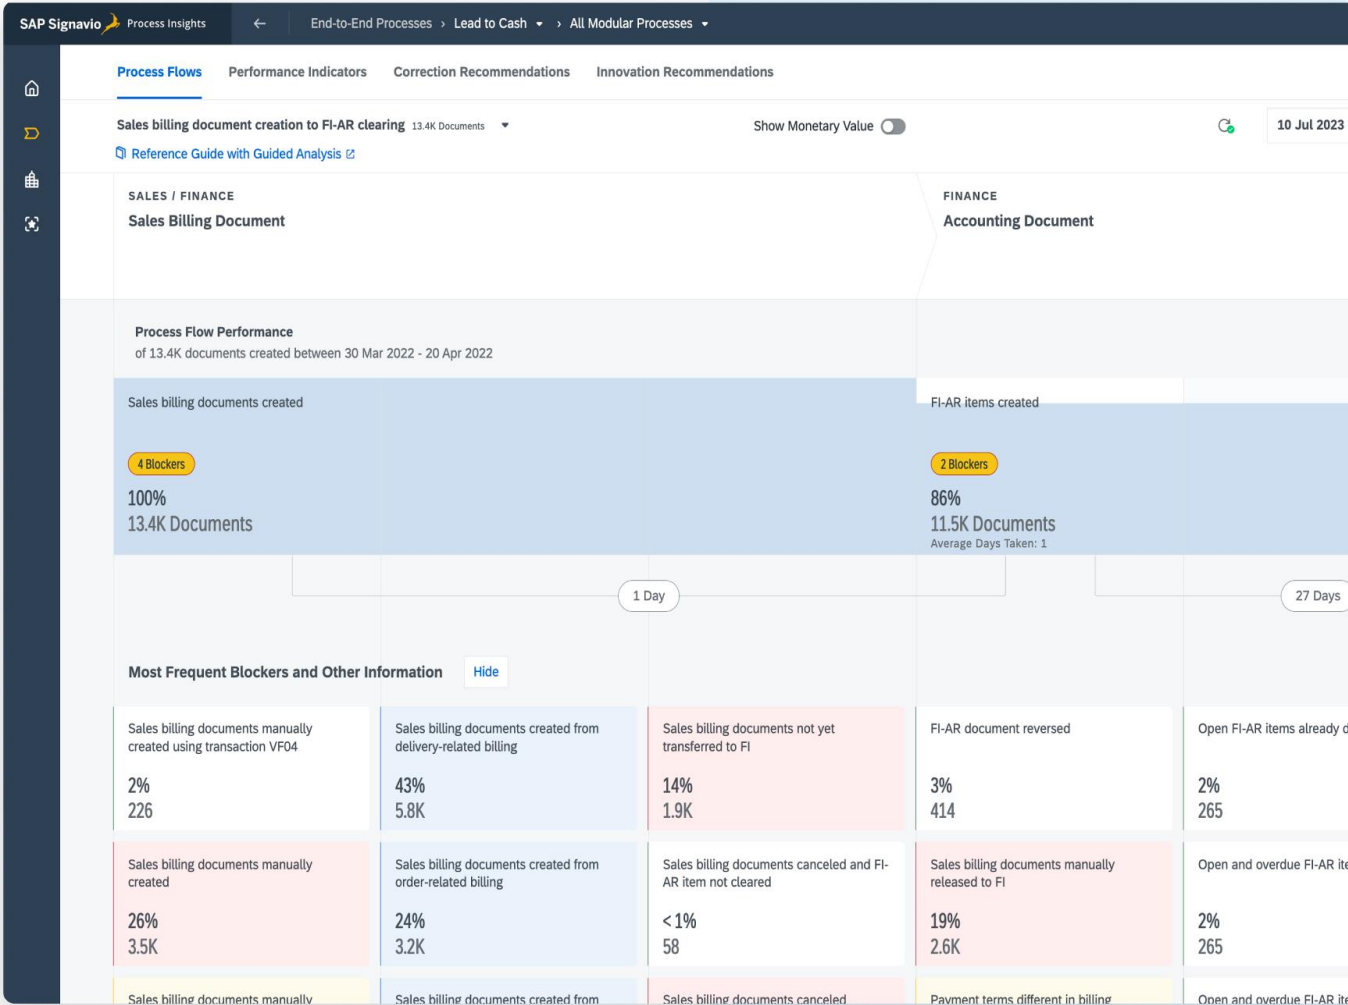 SAP Signavio Process Insights
End-to-End Processes › Lead to Cash › All Modular Processes
Process Flows Performance Indicators Correction Recommendations Innovation Recommendations
Sales billing document creation to FI-AR clearing 13.4K Documents
Show Monetary Value
10 Jul 2023
Reference Guide with Guided Analysis
SALES / FINANCE
Sales Billing Document
FINANCE
Accounting Document
Process Flow Performance
of 13.4K documents created between 30 Mar 2022 - 20 Apr 2022
Sales billing documents created
4 Blockers
100%
13.4K Documents
FI-AR items created
2 Blockers
86%
11.5K Documents
Average Days Taken: 1
1 Day
27 Days
Most Frequent Blockers and Other Information Hide
Sales billing documents manually
created using transaction VF04
2%
226
Sales billing documents created from
delivery-related billing
43%
5.8K
Sales billing documents not yet
transferred to FI
14%
1.9K
FI-AR document reversed
3%
414
Open FI-AR items already d
2%
265
Sales billing documents manually
created
26%
3.5K
Sales billing documents created from
order-related billing
24%
3.2K
Sales billing documents canceled and FI-
AR item not cleared
<1%
58
Sales billing documents manually
released to FI
19%
2.6K
Open and overdue FI-AR ite
2%
265
Sales billing documents manually
Sales billing documents created from
Sales billing documents canceled
Payment terms different in billing
Open and overdue FI-AR ite